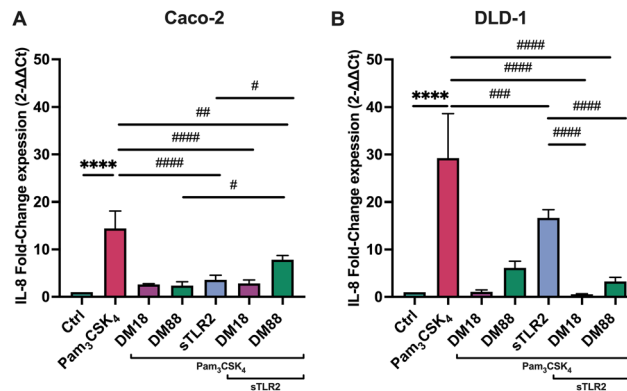 A
Caco-2
IL-8 Fold-Change expession (2-ΔΔCt)
50
40
30
20
10
0
****
####
####
##
#
#
Ctrl
Pam3CSK4
DM18
DM88
sTLR2
DM18
DM88
Pam3CSK4
sTLR2
B
DLD-1
IL-8 Fold-Change expession (2-ΔΔCt)
50
40
30
20
10
0
####
####
****
###
####
####
Ctrl
Pam3CSK4
DM18
DM88
sTLR2
DM18
DM88
Pam3CSK4
sTLR2